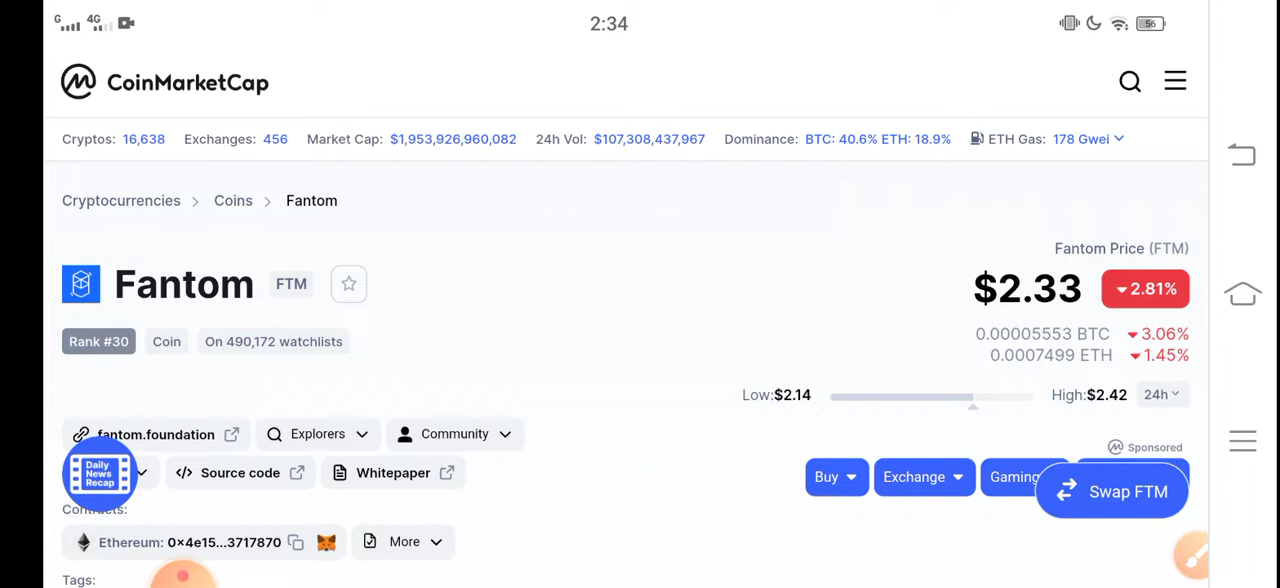 G 4G 2:34 56
CoinMarketCap
Cryptos: 16,638 Exchanges: 456 Market Cap: $1,953,926,960,082 24h Vol: $107,308,437,967 Dominance: BTC: 40.6% ETH: 18.9% ETH Gas: 178 Gwei
Cryptocurrencies > Coins > Fantom
Fantom Price (FTM)
Fantom FTM $2.33 2.81%
0.00005553 BTC 3.06%
Rank #30 Coin On 490,172 watchlists
0.0007499 ETH 1.45%
Low:$2.14 High:$2.42 24h
fantom.foundation Explorers Community
Sponsored
Daily
News
Recap
Source code Whitepaper
Buy Exchange Gaming
Swap FTM
Contracts:
Ethereum: 0x4e15...3717870 More
Tags: